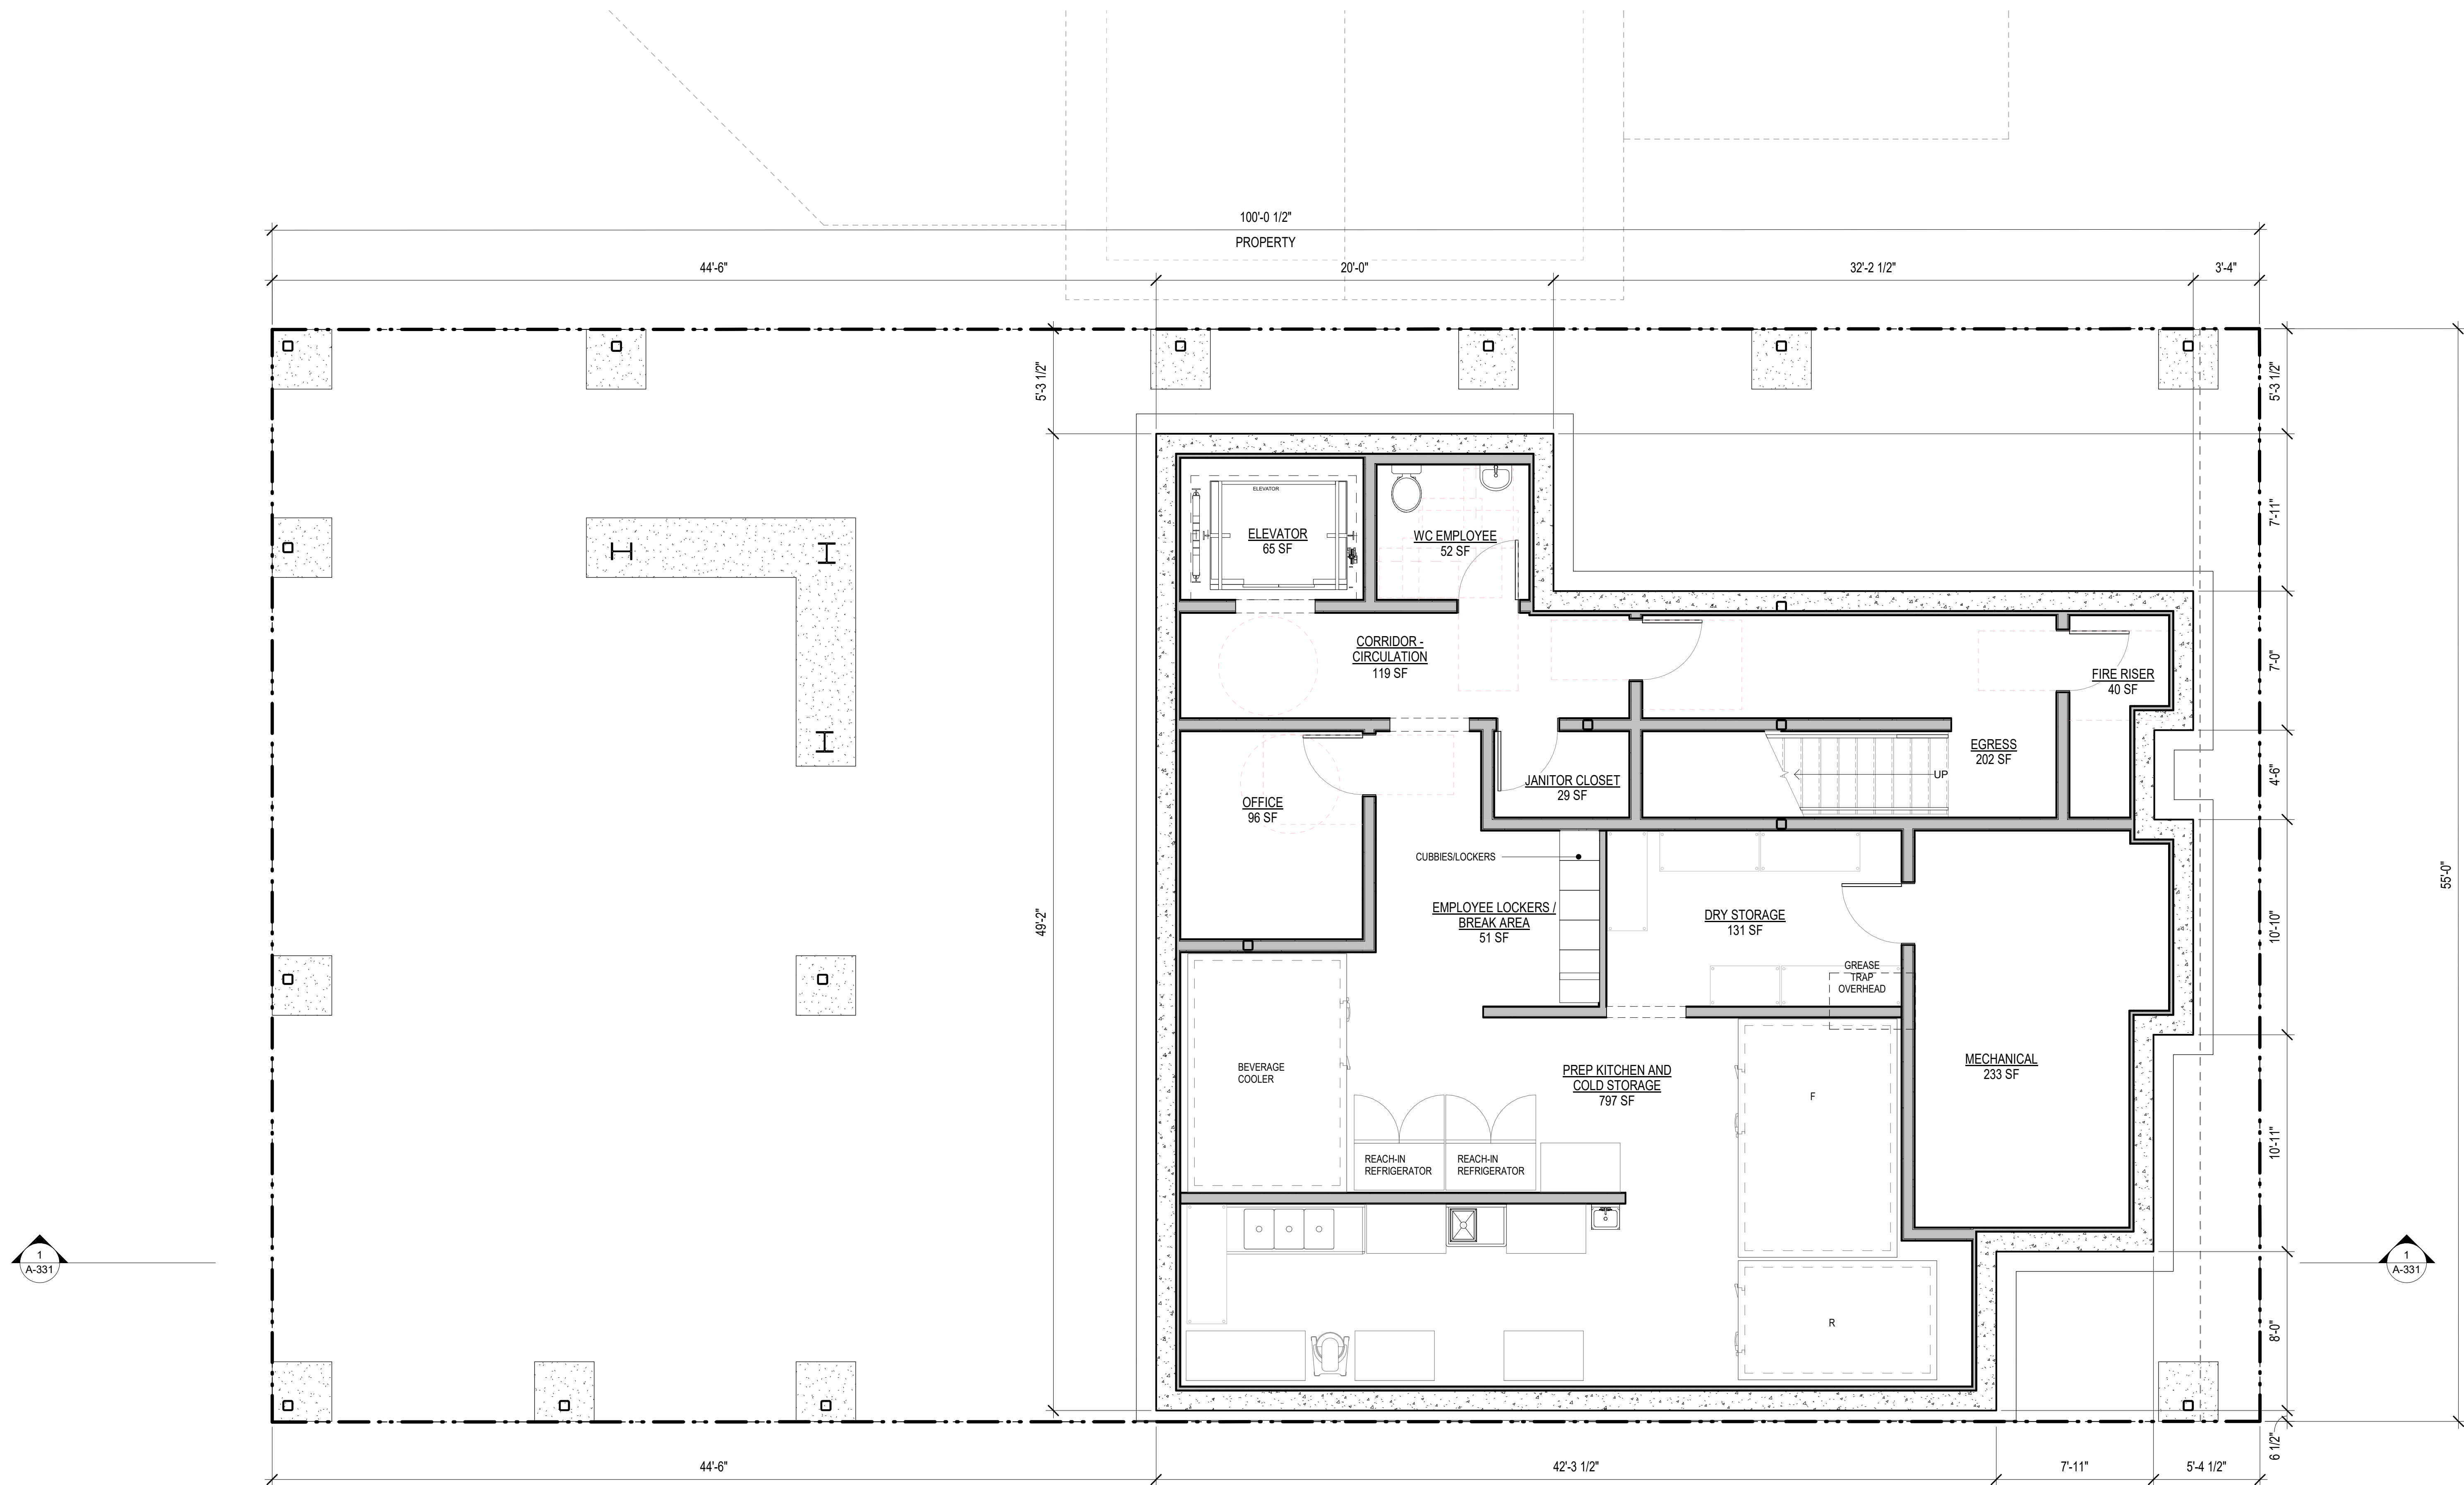 100'-0 1/2"
PROPERTY
44'-6"
20'-0"
32'-2 1/2"
3'-4"
5'-3 1/2"
5'-3 1/2"
ELEVATOR
ELEVATOR
65 SF
WC EMPLOYEE
52 SF
7'-11"
CORRIDOR -
CIRCULATION
119 SF
FIRE RISER
40 SF
7'-0"
EGRESS
202 SF
UP
JANITOR CLOSET
29 SF
4'-6"
OFFICE
96 SF
CUBBIES/LOCKERS
EMPLOYEE LOCKERS /
BREAK AREA
51 SF
DRY STORAGE
131 SF
49'-2"
10'-10"
55'-0"
GREASE
TRAP
OVERHEAD
BEVERAGE
COOLER
PREP KITCHEN AND
COLD STORAGE
797 SF
F
MECHANICAL
233 SF
REACH-IN
REFRIGERATOR
REACH-IN
REFRIGERATOR
10'-11"
1
A-331
1
A-331
R
8'-0"
6 1/2"
44'-6"
42'-3 1/2"
7'-11"
5'-4 1/2"